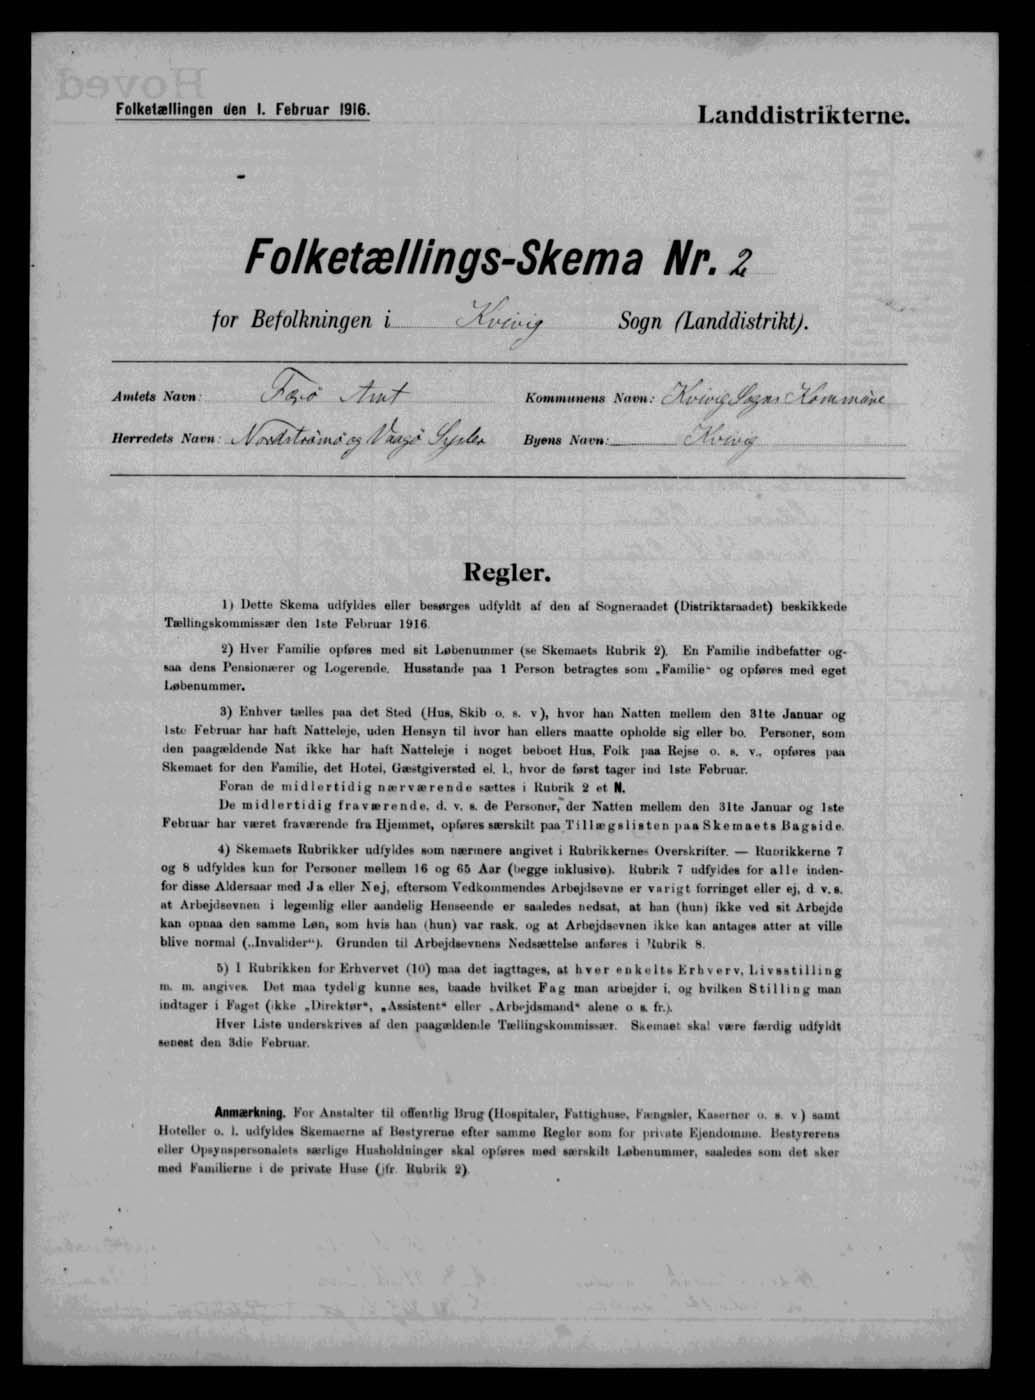 Folketællingen den 1. Februar 1916.
Landdistrikterne.
Folketællings-Skema Nr. 2
for Befolkningen i Kvivig Sogn (Landdistrikt).
Amtets Navn: Færø Amt
Kommunens Navn: Kvivig Sogns Kommune
Herredets Navn: Nordströmö og Vaagö Sysler
Byens Navn: Kvivig
Regler.
1) Dette Skema udfyldes eller besørges udfyldt af den af Sogneraadet (Distriktsraadet) beskikkede
Tællingskommissær den 1ste Februar 1916.
2) Hver Familie opføres med sit Løbenummer (se Skemaets Rubrik 2). En Familie indbefatter og-
saa dens Pensionærer og Logerende. Husstande paa 1 Person betragtes som „Familie“ og opføres med eget
Løbenummer.
3) Enhver tælles paa det Sted (Hus, Skib o. s. v), hvor han Natten mellem den 31te Januar og
1ste Februar har haft Natteleje, uden Hensyn til hvor han ellers maatte opholde sig eller bo. Personer, som
den paagældende Nat ikke har haft Natteleje i noget beboet Hus, Folk paa Rejse o. s. v., opføres paa
Skemaet for den Familie, det Hotel, Gæstgiversted el. l., hvor de først tager ind 1ste Februar.
Foran de midlertidig nærværende sættes i Rubrik 2 et N.
De midlertidig fraværende, d. v. s. de Personer, der Natten mellem den 31te Januar og 1ste
Februar har været fraværende fra Hjemmet, opføres særskilt paa Tillægslisten paa Skemaets Bagside.
4) Skemaets Rubrikker udfyldes som nærmere angivet i Rubrikkernes Overskrifter. — Rubrikkerne 7
og 8 udfyldes kun for Personer mellem 16 og 65 Aar (begge inklusive). Rubrik 7 udfyldes for alle inden-
for disse Aldersaar med Ja eller Nej, eftersom Vedkommendes Arbejdsevne er varigt forringet eller ej, d. v. s.
at Arbejdsevnen i legemlig eller aandelig Henseende er saaledes nedsat, at han (hun) ikke ved sit Arbejde
kan opnaa den samme Løn, som hvis han (hun) var rask, og at Arbejdsevnen ikke kan antages atter at ville
blive normal („Invalider“). Grunden til Arbejdsevnens Nedsættelse anføres i Rubrik 8.
5) I Rubrikken for Erhvervet (10) maa det iagttages, at hver enkelts Erhverv, Livsstilling
m. m. angives. Det maa tydelig kunne ses, baade hvilket Fag man arbejder i, og hvilken Stilling man
indtager i Faget (ikke „Direktør“, „Assistent“ eller „Arbejdsmand“ alene o. s. fr.).
Hver Liste underskrives af den paagældende Tællingskommissær. Skemaet skal være færdig udfyldt
senest den 3die Februar.
Anmærkning. For Anstalter til offentlig Brug (Hospitaler, Fattighuse, Fængsler, Kaserner o. s. v.) samt
Hoteller o. l. udfyldes Skemaerne af Bestyrerne efter samme Regler som for private Ejendomme. Bestyrerens
eller Opsynspersonalets særlige Husholdninger skal opføres med særskilt Løbenummer, saaledes som det sker
med Familierne i de private Huse (jfr. Rubrik 2).